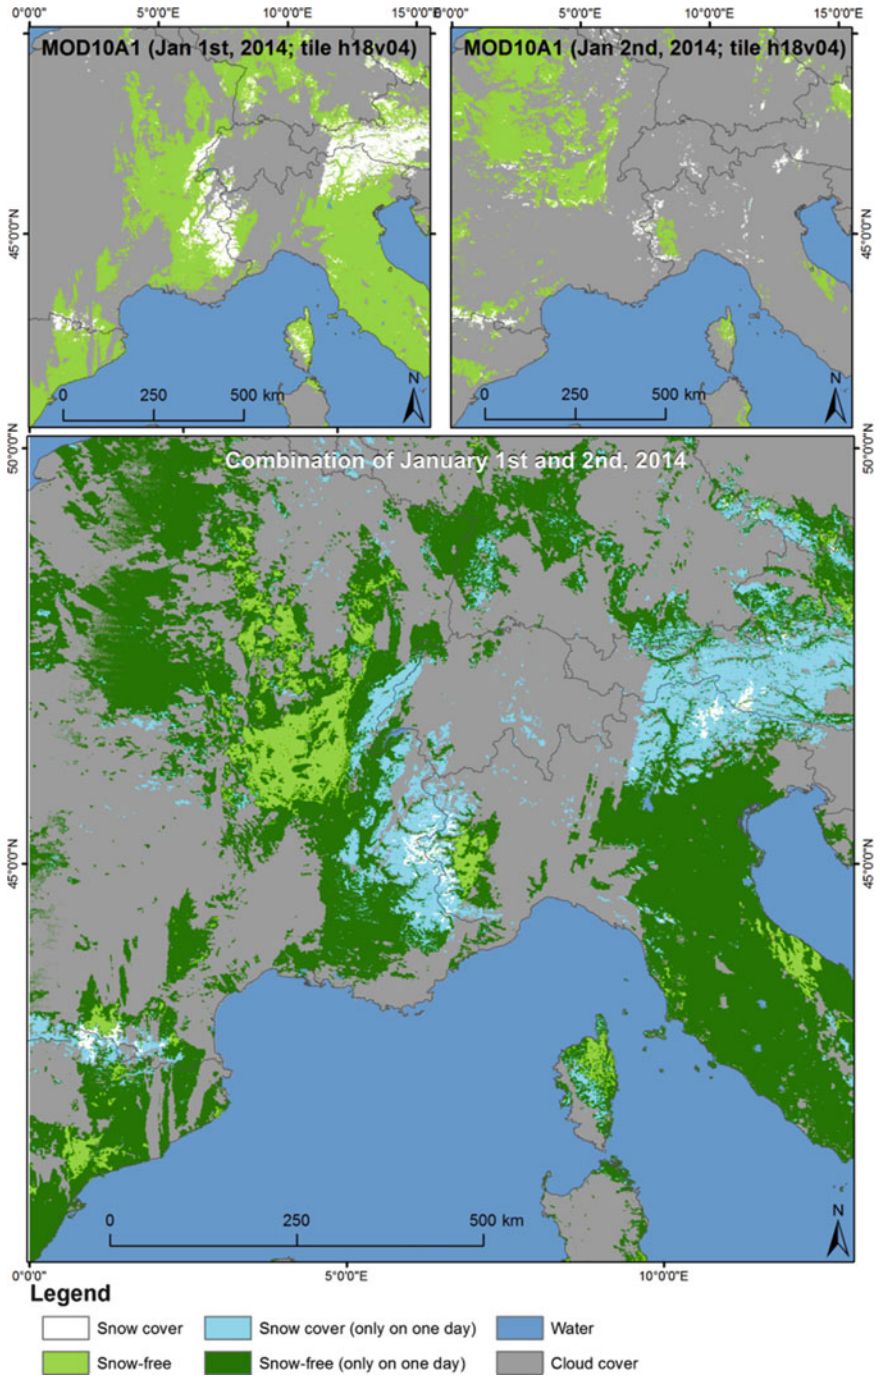 0°0'0" 5°0'0"E 10°0'0"E 15°0'0"E 0°0'0" 5°0'0"E 10°0'0"E 15°0'0"E
MOD10A1 (Jan 1st, 2014; tile h18v04) MOD10A1 (Jan 2nd, 2014; tile h18v04)
45°0'0"N 45°0'0"N
0 250 500 km N 0 250 500 km N
50°0'0"N Combination of January 1st and 2nd, 2014 50°0'0"N
45°0'0"N 45°0'0"N
0 250 500 km N
0°0'0" 5°0'0"E 10°0'0"E
Legend
Snow cover Snow cover (only on one day) Water
Snow-free Snow-free (only on one day) Cloud cover